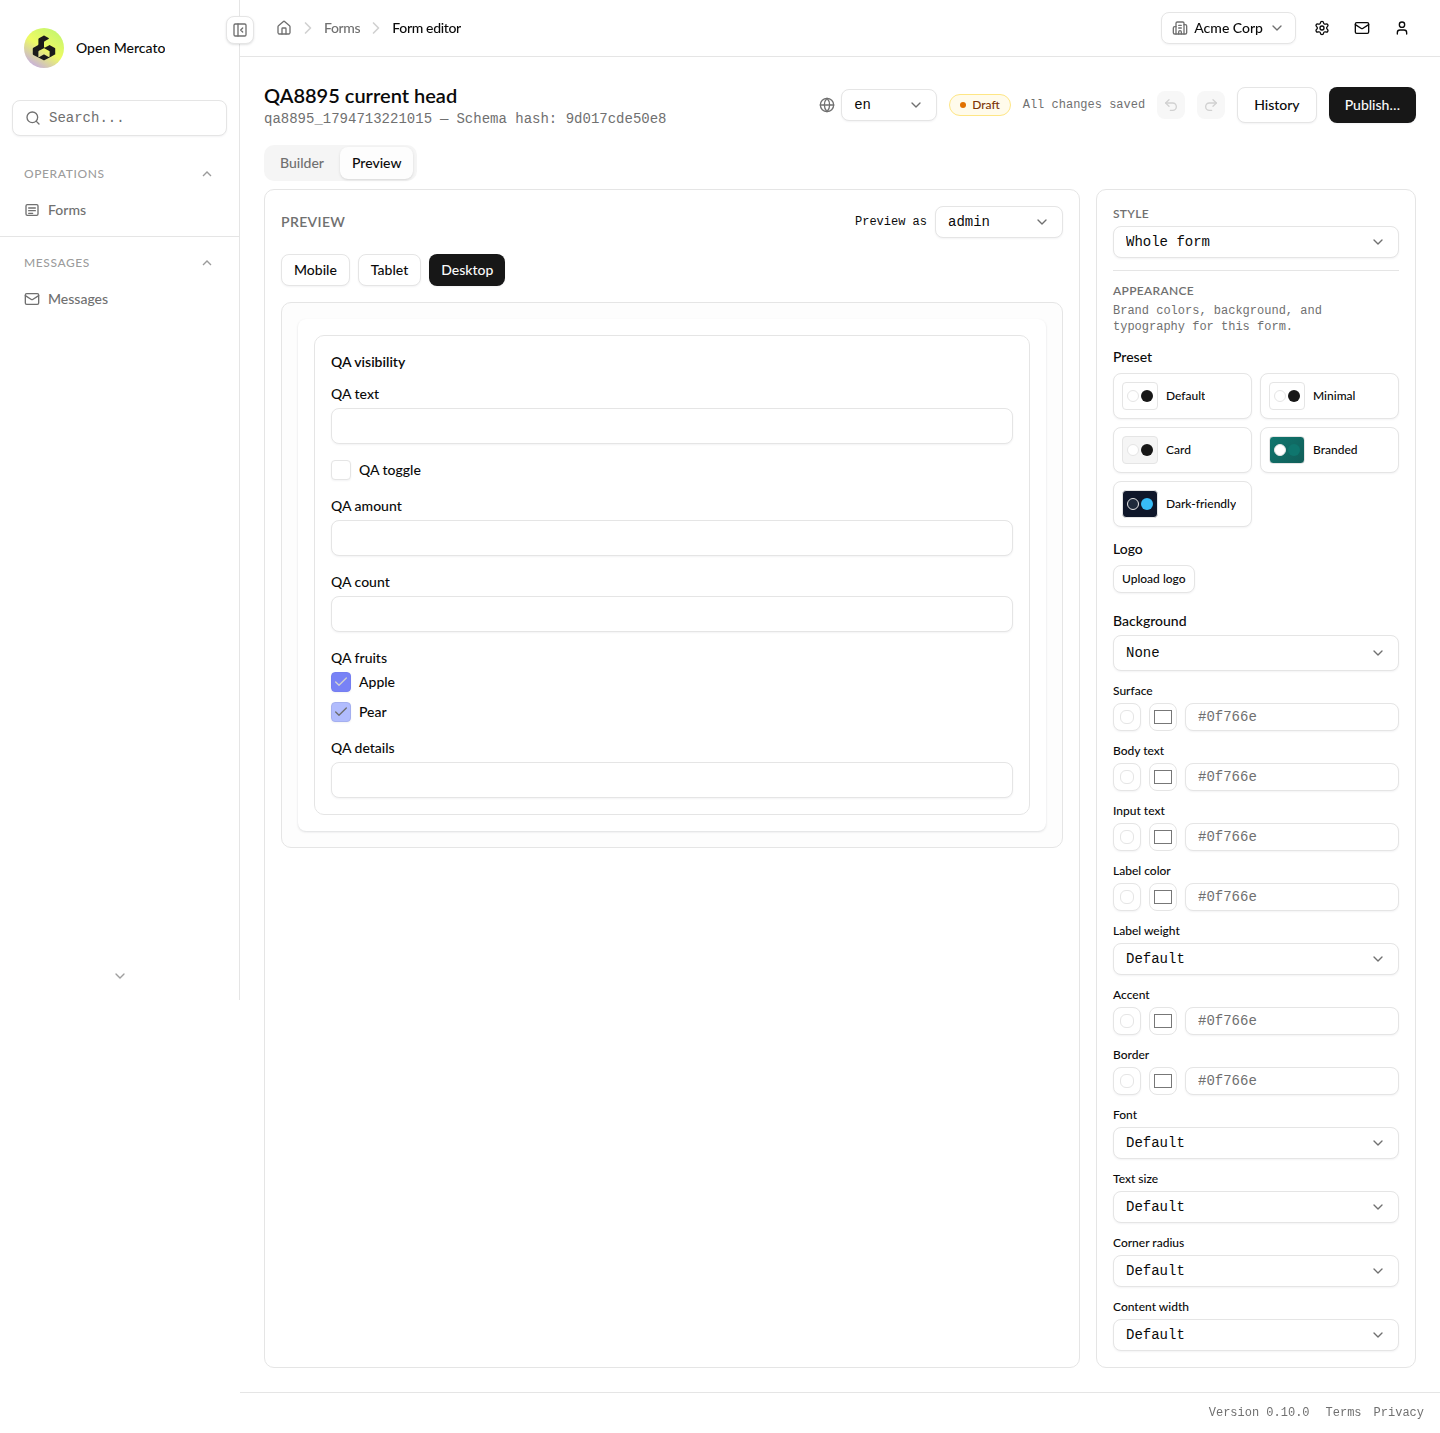 Open Mercato
Search...
OPERATIONS
Forms
MESSAGES
Messages
Forms
Form editor
Acme Corp
QA8895 current head
qa8895_1794713221015 — Schema hash: 9d017cde50e8
en
Draft
All changes saved
History
Publish...
Builder
Preview
PREVIEW
Preview as
admin
Mobile
Tablet
Desktop
QA visibility
QA text
QA toggle
QA amount
QA count
QA fruits
Apple
Pear
QA details
STYLE
Whole form
APPEARANCE
Brand colors, background, and
typography for this form.
Preset
Default
Minimal
Card
Branded
Dark-friendly
Logo
Upload logo
Background
None
Surface
#0f766e
Body text
#0f766e
Input text
#0f766e
Label color
#0f766e
Label weight
Default
Accent
#0f766e
Border
#0f766e
Font
Default
Text size
Default
Corner radius
Default
Content width
Default
Version 0.10.0
Terms
Privacy